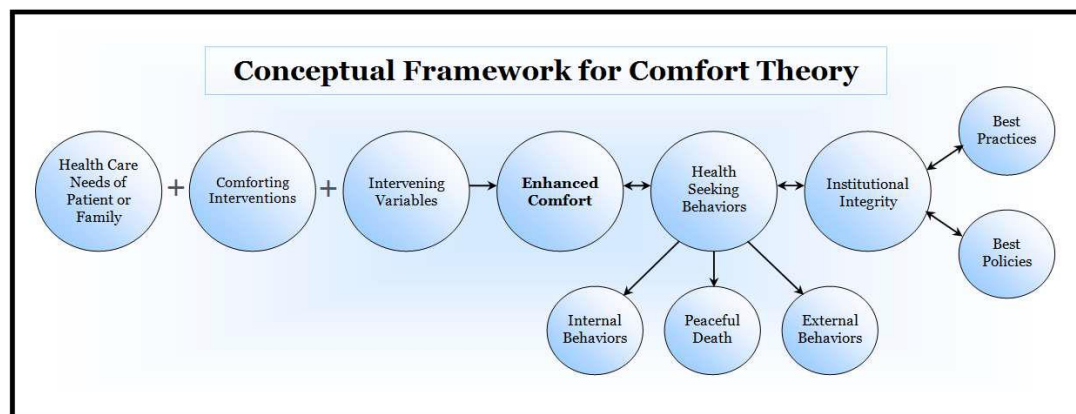 Conceptual Framework for Comfort Theory
Health Care
Needs of
Patient or
Family
+
Comforting
Interventions
+
Intervening
Variables
Enhanced
Comfort
Health
Seeking
Behaviors
Institutional
Integrity
Best
Practices
Best
Policies
Internal
Behaviors
Peaceful
Death
External
Behaviors